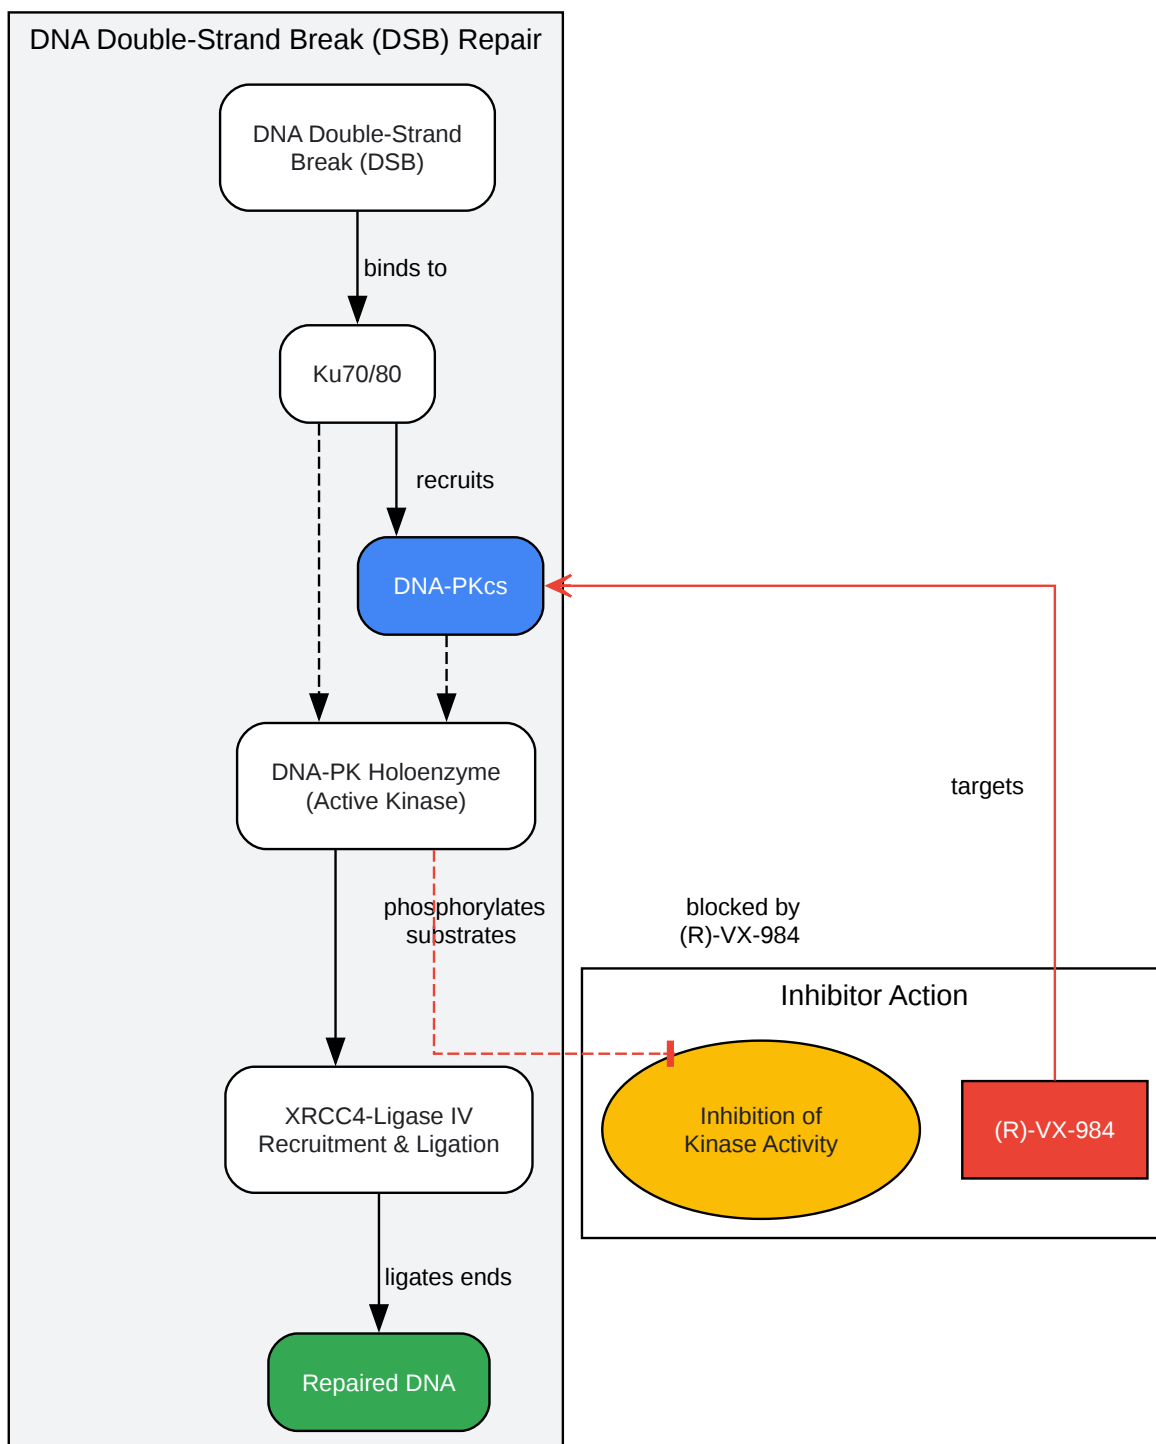 DNA Double-Strand Break (DSB) Repair
DNA Double-Strand
Break (DSB)
binds to
Ku70/80
recruits
DNA-PKcs
DNA-PK Holoenzyme
(Active Kinase)
targets
phosphorylates
substrates
blocked by
(R)-VX-984
Inhibitor Action
XRCC4-Ligase IV
Recruitment & Ligation
Inhibition of
Kinase Activity
(R)-VX-984
ligates ends
Repaired DNA